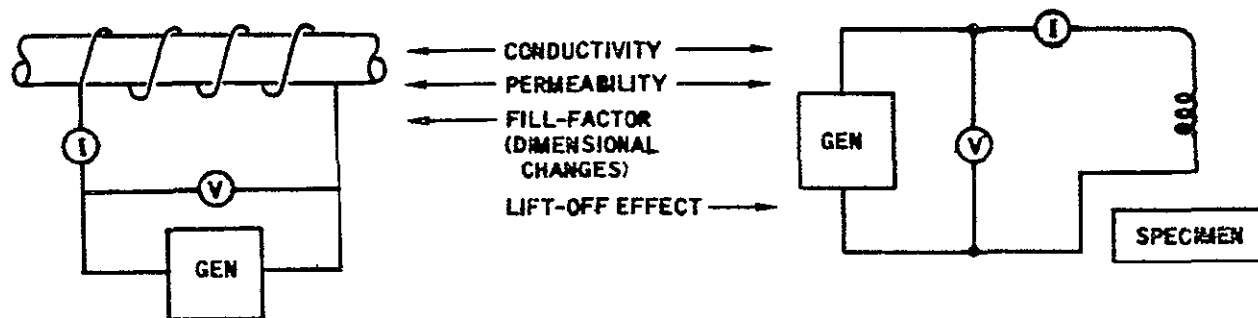 CONDUCTIVITY
PERMEABILITY
FILL-FACTOR
(DIMENSIONAL
CHANGES)
LIFT-OFF EFFECT
I
V
GEN
I
GEN
V
SPECIMEN